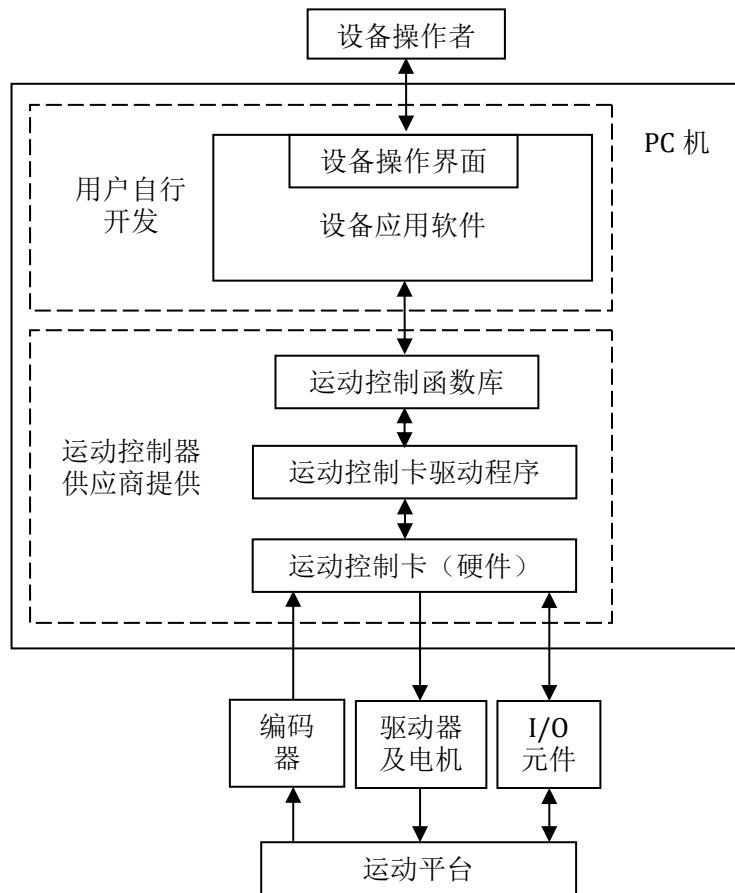 设备操作者
PC 机
设备操作界面
用户自行
开发
设备应用软件
运动控制函数库
运动控制器
供应商提供
运动控制卡驱动程序
运动控制卡（硬件）
编码
器
驱动器
及电机
I/O
元件
运动平台